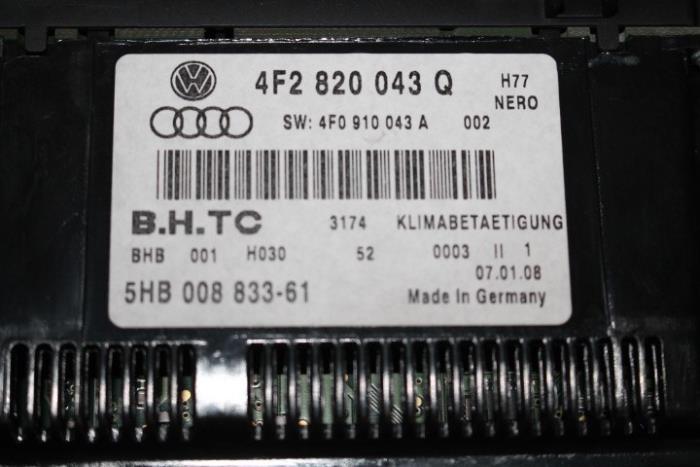 4F2 820 043 Q H77
NERO
SW: 4F0 910 043 A 002
B.H.TC 3174 KLIMABETAETIGUNG
BHB 001 H030 52 0003 II 1
07.01.08
5HB 008 833-61 Made In Germany